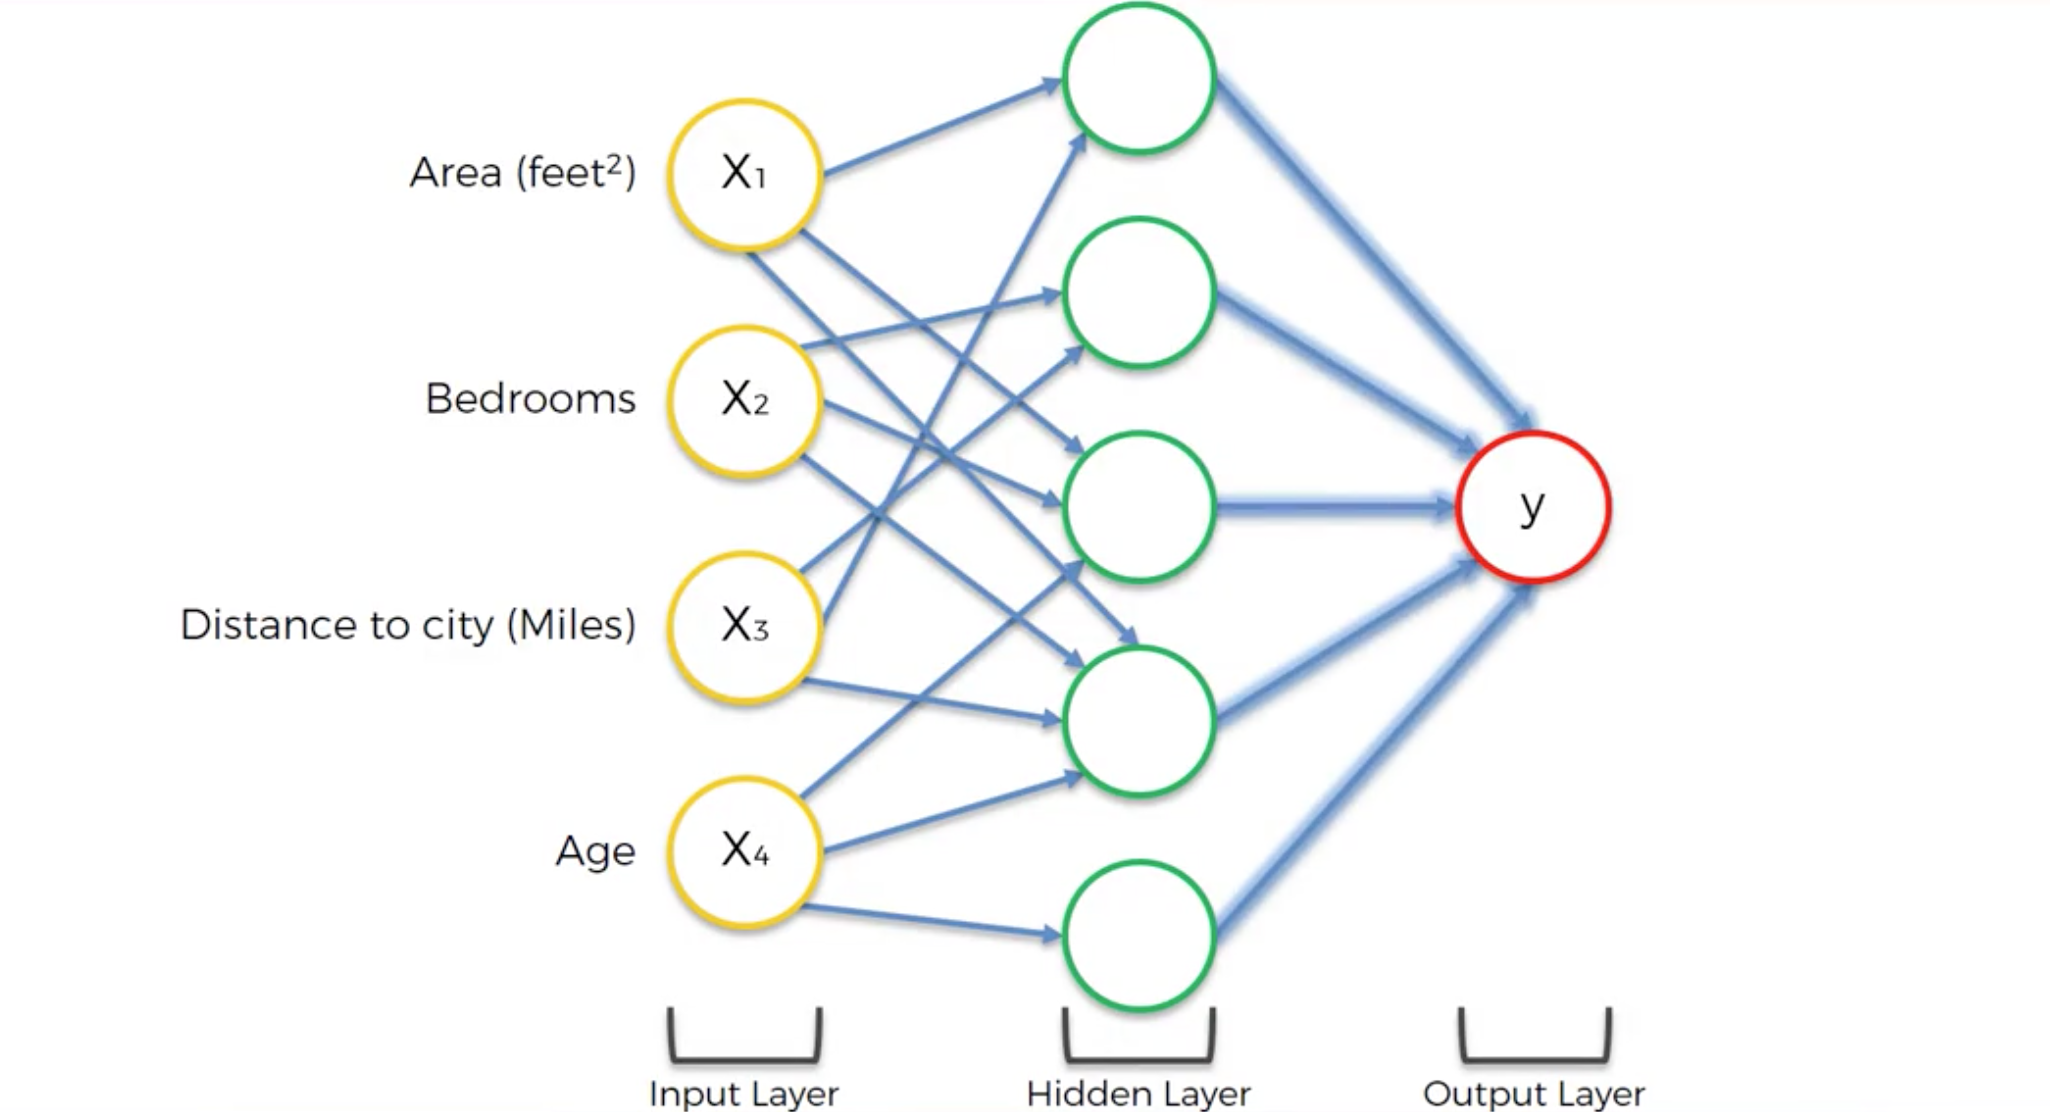 Area (feet²)
X₁
Bedrooms
X₂
Distance to city (Miles)
X₃
Age
X₄
y
Input Layer
Hidden Layer
Output Layer